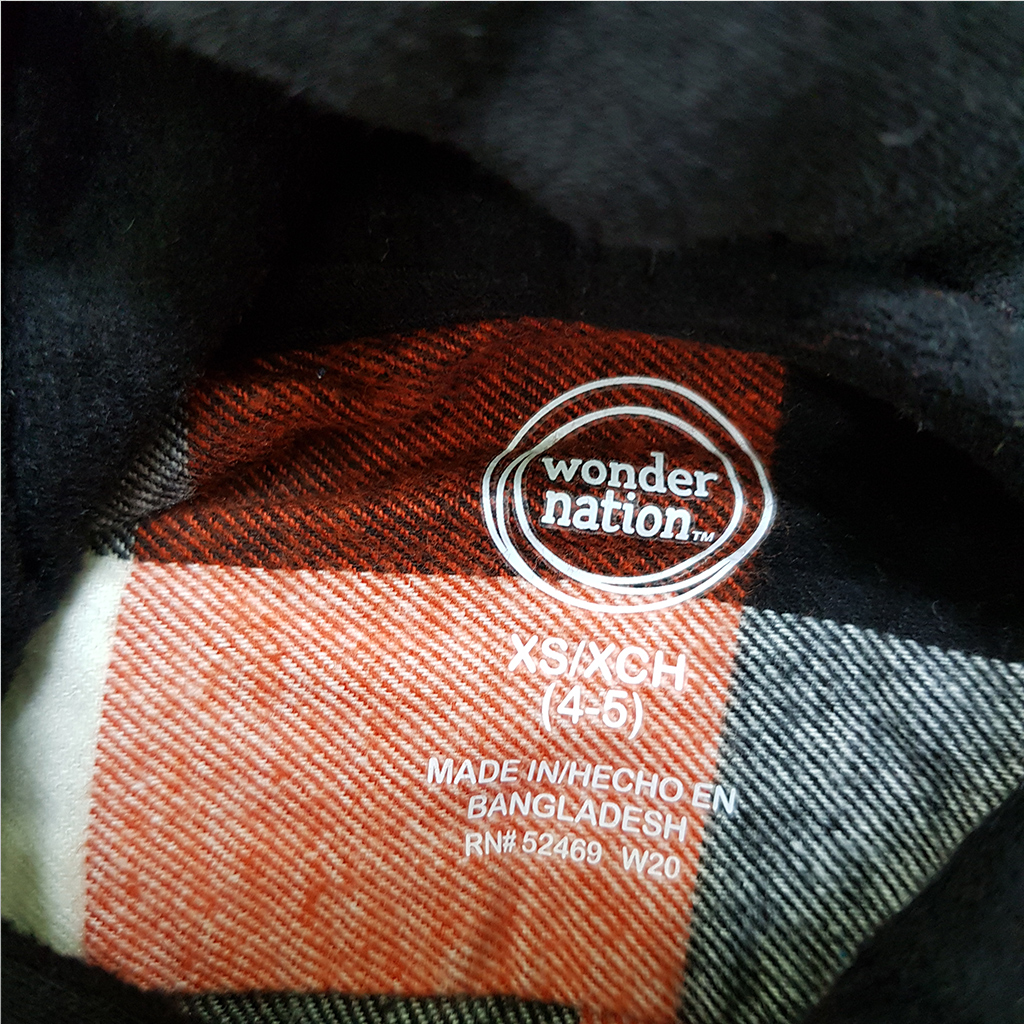 wonder
nation™
XS/XCH
(4-5)
MADE IN/HECHO EN
BANGLADESH
RN# 52469 W20